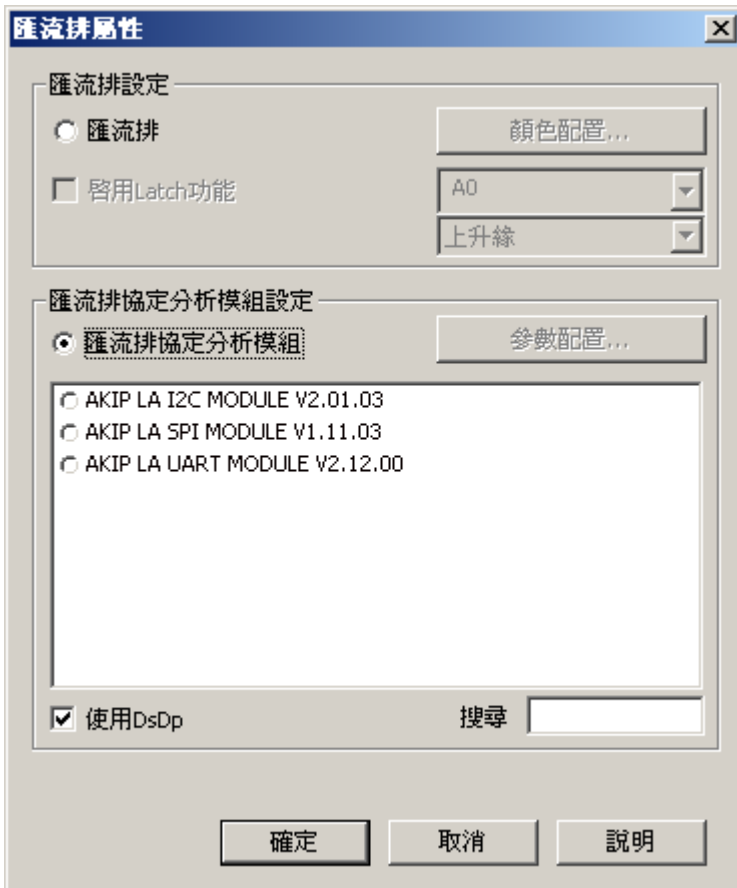 匯流排屬性
匯流排設定
匯流排
顏色配置...
啓用Latch功能
A0
上升緣
匯流排協定分析模組設定
匯流排協定分析模組
參數配置...
AKIP LA I2C MODULE V2.01.03
AKIP LA SPI MODULE V1.11.03
AKIP LA UART MODULE V2.12.00
使用DsDp
搜尋
確定
取消
說明